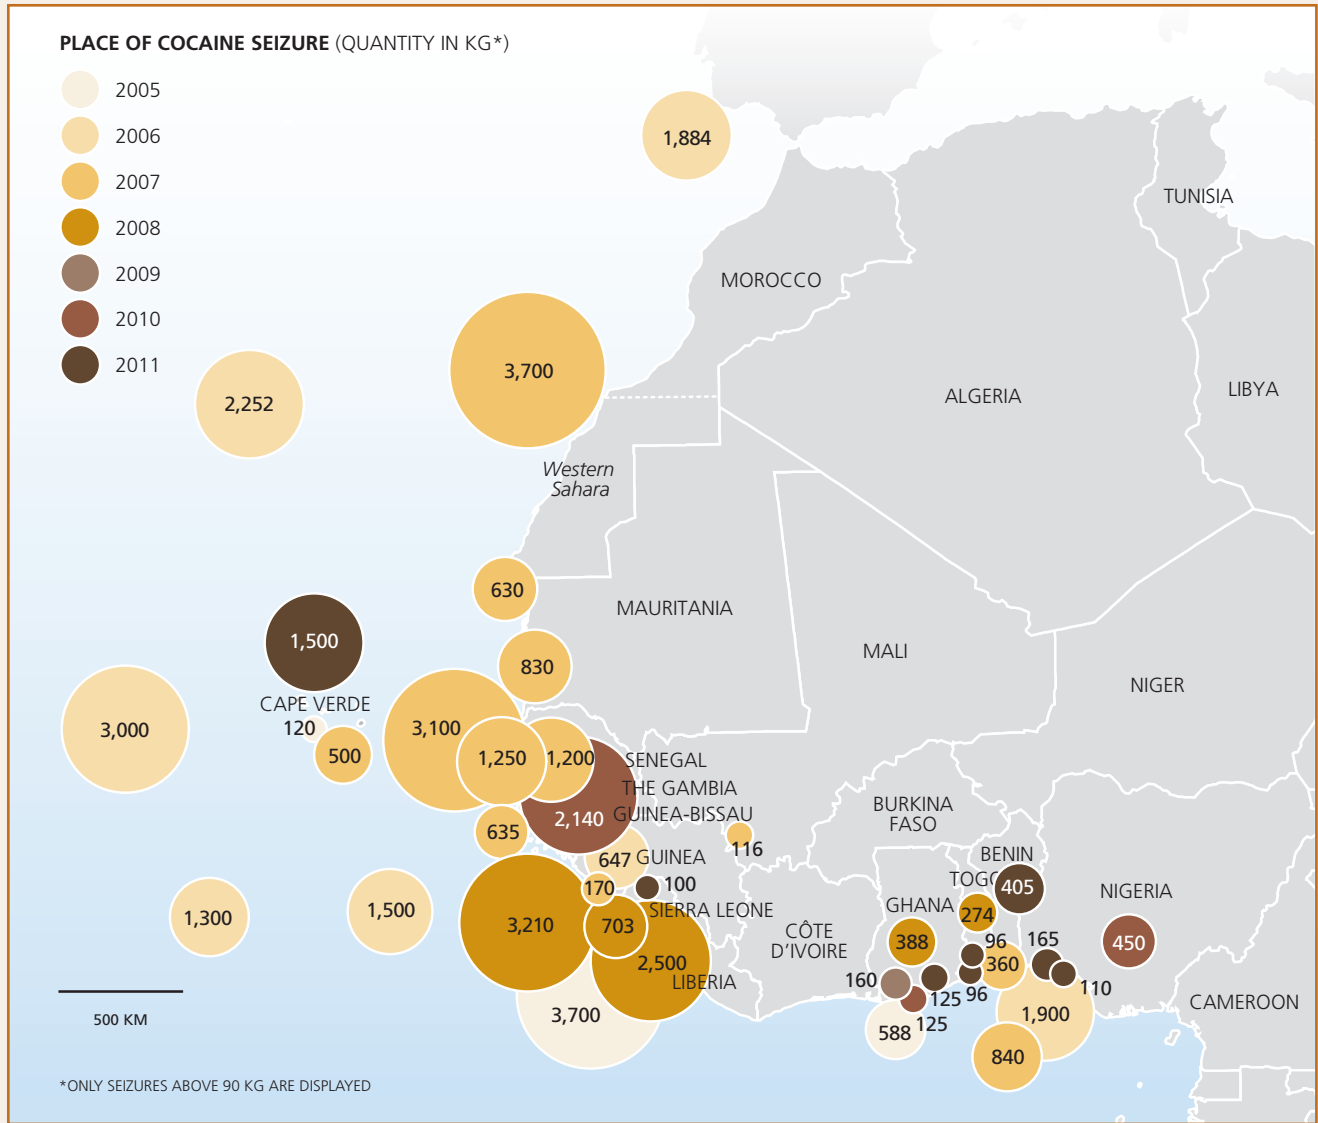 PLACE OF COCAINE SEIZURE (QUANTITY IN KG*)
2005
2006
2007
2008
2009
2010
2011
1,884
TUNISIA
MOROCCO
3,700
2,252
ALGERIA
LIBYA
Western
Sahara
630
MAURITANIA
1,500
MALI
830
NIGER
CAPE VERDE
120
3,000
500
3,100
1,250
1,200
SENEGAL
THE GAMBIA
2,140
GUINEA-BISSAU
BURKINA
FASO
635
116
647
GUINEA
BENIN
170
100
TOGO
405
NIGERIA
1,300
1,500
SIERRA LEONE
GHANA
274
3,210
703
CÔTE
D'IVOIRE
388
96
165
450
2,500
LIBERIA
160
360
125
96
110
500 KM
3,700
588
125
1,900
CAMEROON
840
*ONLY SEIZURES ABOVE 90 KG ARE DISPLAYED